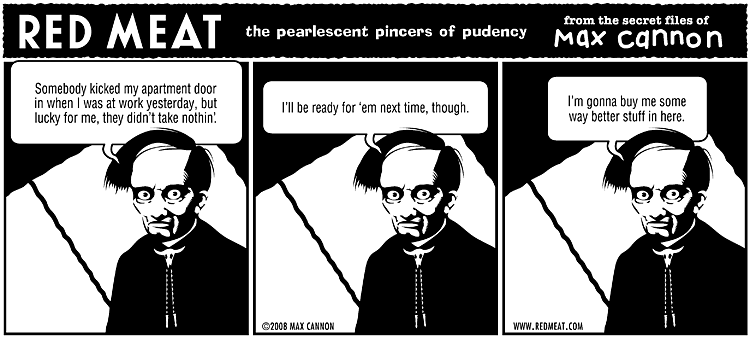 RED MEAT
the pearlescent pincers of pudency
from the secret files of
Max cannon
Somebody kicked my apartment door
in when I was at work yesterday, but
lucky for me, they didn't take nothin'.
I'll be ready for 'em next time, though.
I'm gonna buy me some
way better stuff in here.
©2008 MAX CANNON
WWW.REDMEAT.COM